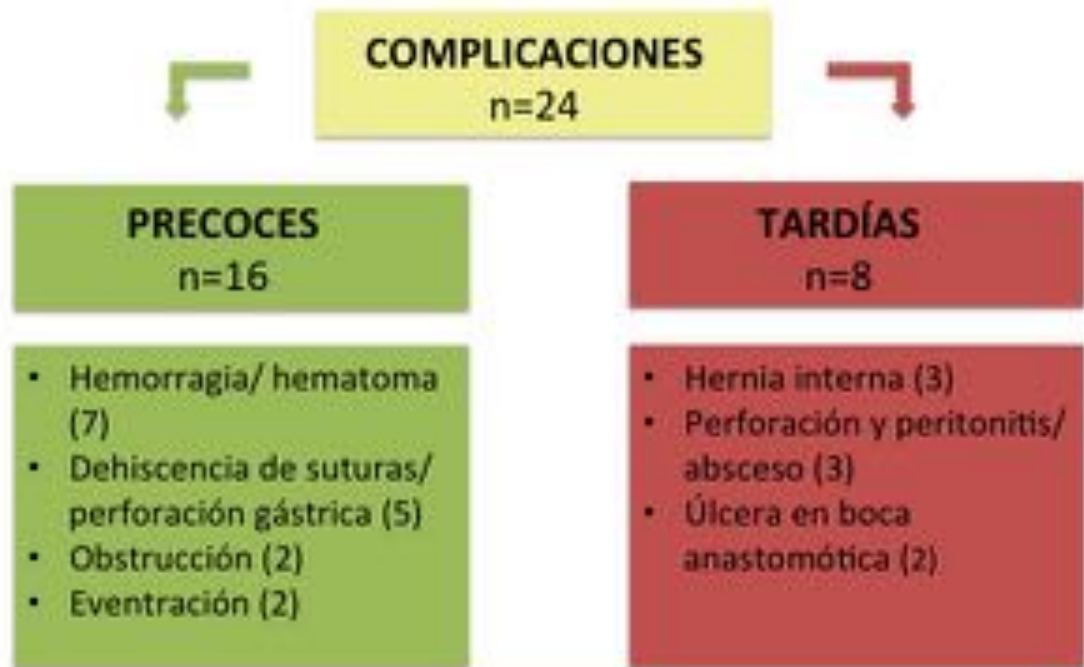 COMPLICACIONES
n=24
PRECOCES
n=16
• Hemorragia/ hematoma
(7)
• Dehiscencia de suturas/
perforación gástrica (5)
• Obstrucción (2)
• Eventración (2)
TARDÍAS
n=8
• Hernia interna (3)
• Perforación y peritonitis/
absceso (3)
• Úlcera en boca
anastomótica (2)